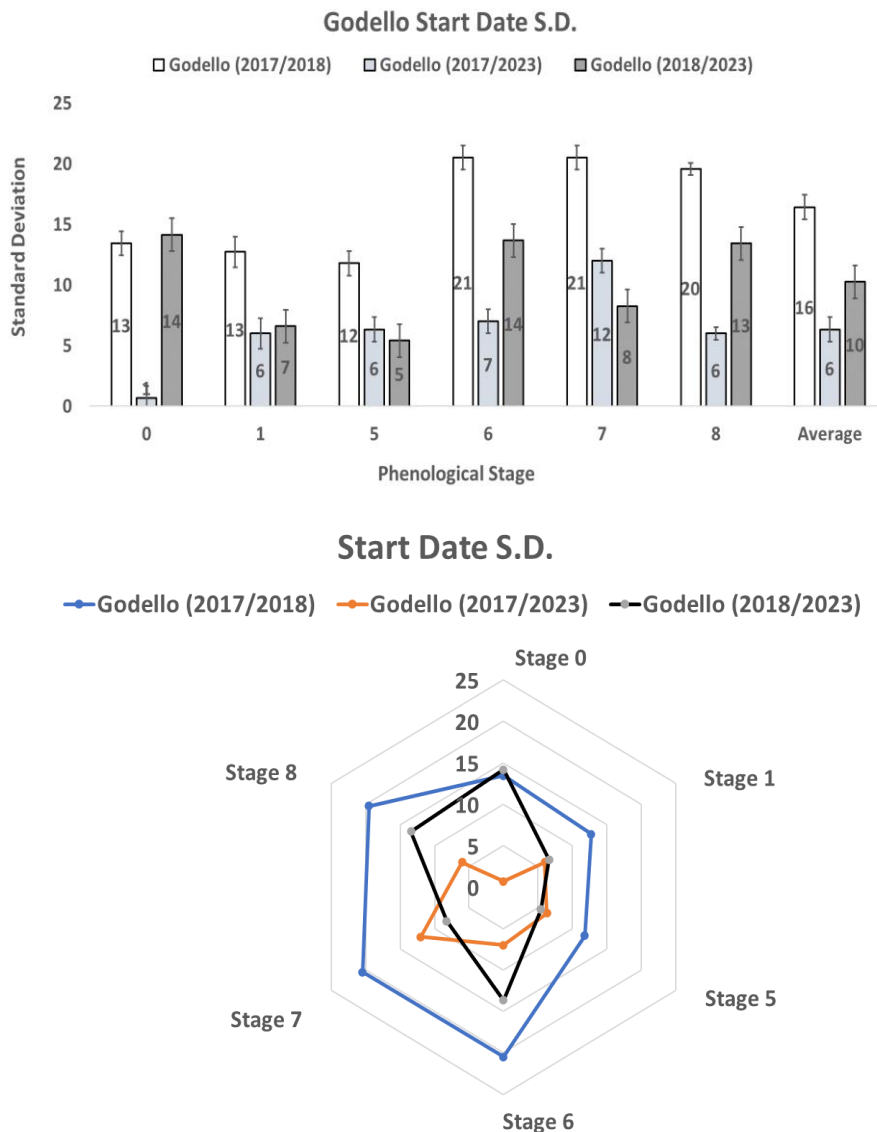 Godello Start Date S.D.
Godello (2017/2018) Godello (2017/2023) Godello (2018/2023)
Standard Deviation
25
20
15
10
5
0
13 1 14
13 6 7
12 6 5
21 7 14
21 12 8
20 6 13
16 6 10
0 1 5 6 7 8 Average
Phenological Stage
Start Date S.D.
Godello (2017/2018) Godello (2017/2023) Godello (2018/2023)
Stage 0
25
20
15
10
5
0
Stage 8
Stage 1
Stage 7
Stage 5
Stage 6